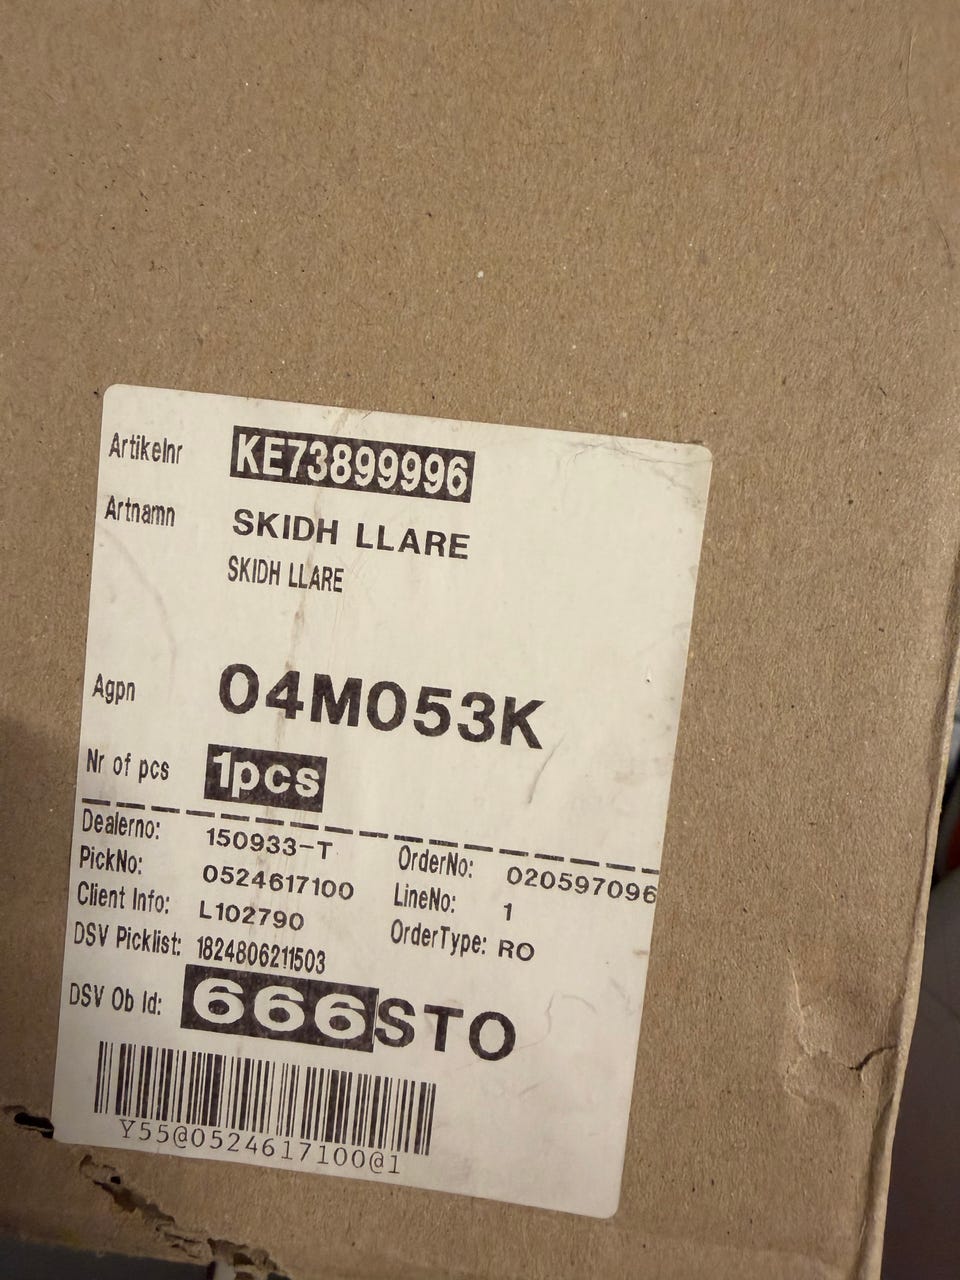 Artikelnr KE73899996
Artnamn SKIDH LLARE
SKIDH LLARE
Agpn 04M053K
Nr of pcs 1pcs
Dealerno: 150933-T OrderNo: 020597096
PickNo: 0524617100 LineNo: 1
Client Info: L102790 OrderType: RO
DSV Picklist: 1824806211503
DSV Ob Id: 666STO
Y55@0524617100@1